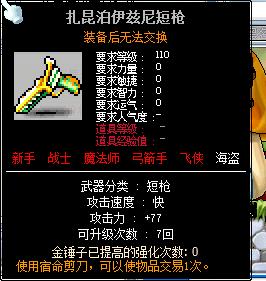 扎昆泊伊兹尼短枪
装备后无法交换
要求等级： 110
要求力量： 0
要求敏捷： 0
要求智力： 0
要求运气： 0
要求人气度： -
道具等级： -
道具经验值： -
新手 战士 魔法师 弓箭手 飞侠 海盗
武器分类 ： 短枪
攻击速度 ： 快
攻击力 ： +77
可升级次数 ： 7回
金锤子已提高的强化次数: 0
使用宿命剪刀，可以使物品交易1次。